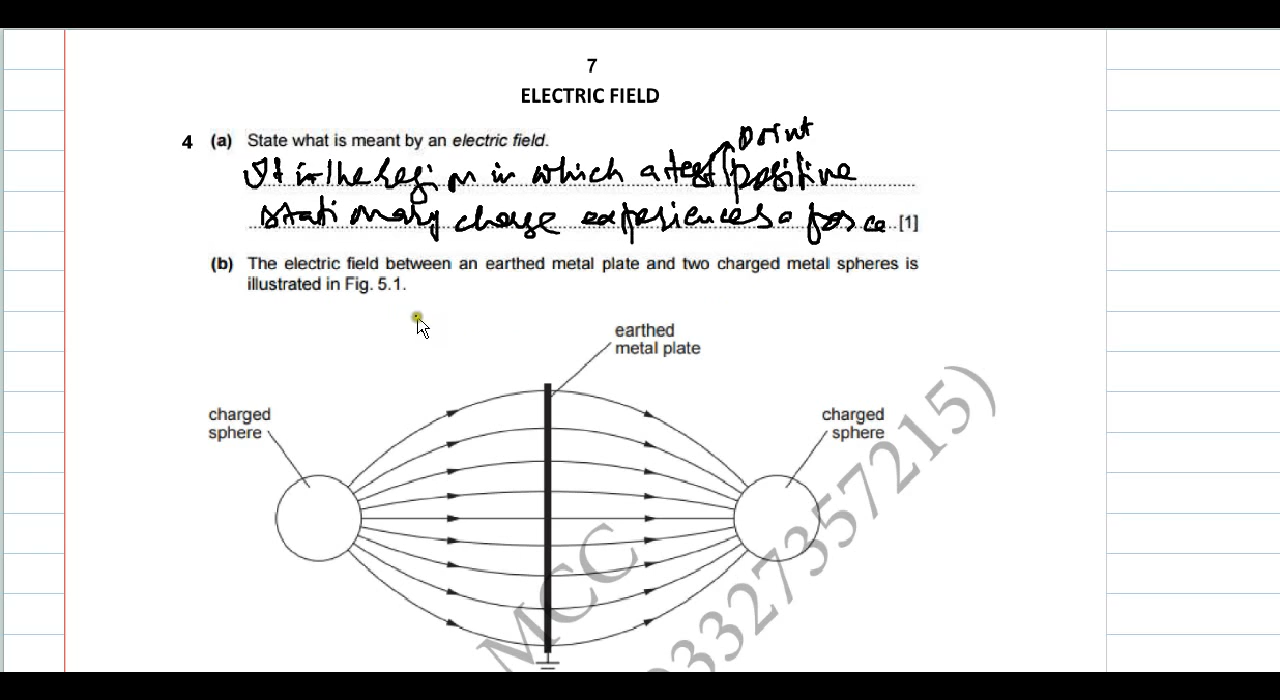 7
ELECTRIC FIELD
4 (a) State what is meant by an electric field.
point
It is the region in which a test positive
stationary charge experiences a force [1]
(b) The electric field between an earthed metal plate and two charged metal spheres is
illustrated in Fig. 5.1.
earthed
metal plate
charged
sphere
charged
sphere
MCC
03327357215)